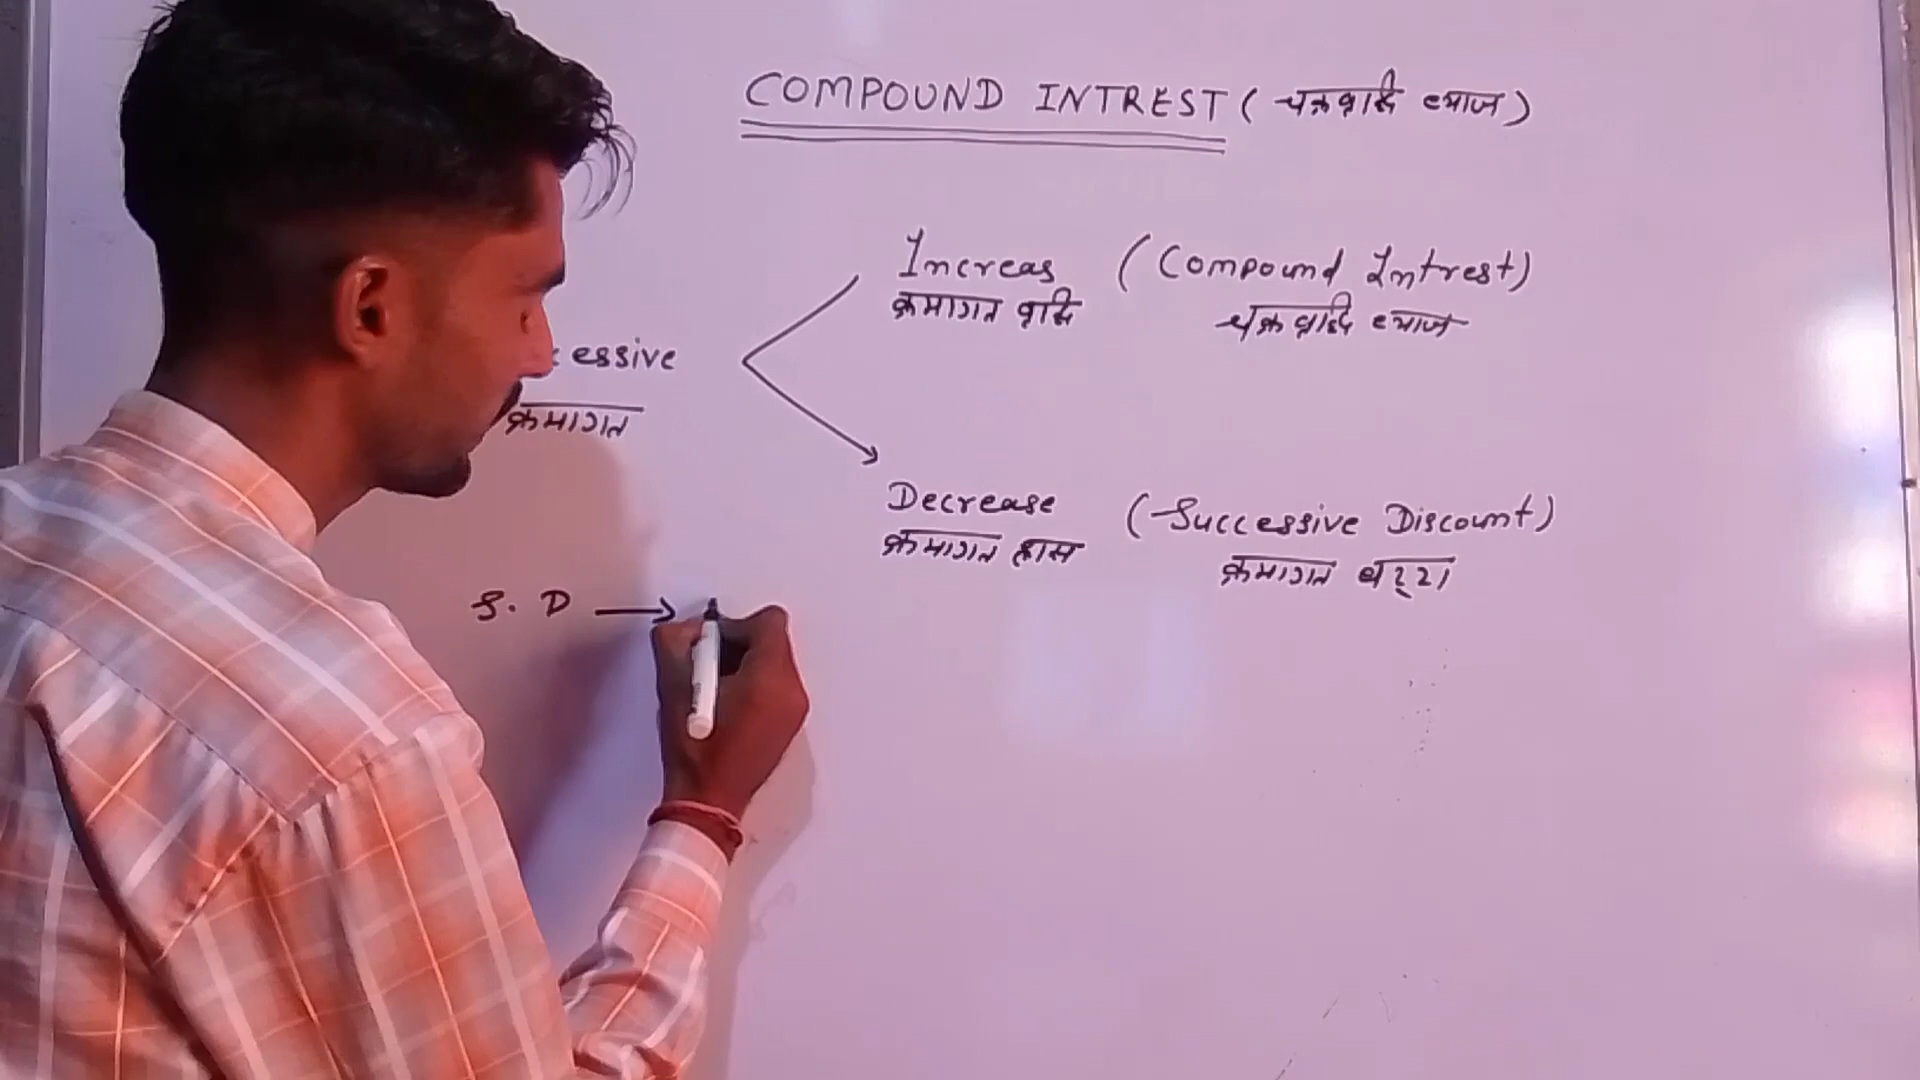 COMPOUND INTREST (चक्रवृद्धि ब्याज)
Increas (Compound Intrest)
क्रमागत वृद्धि चक्रवृद्धि ब्याज
cessive
क्रमागत
Decrease (Successive Discount)
क्रमागत ह्रास क्रमागत बट्टा
S. D →